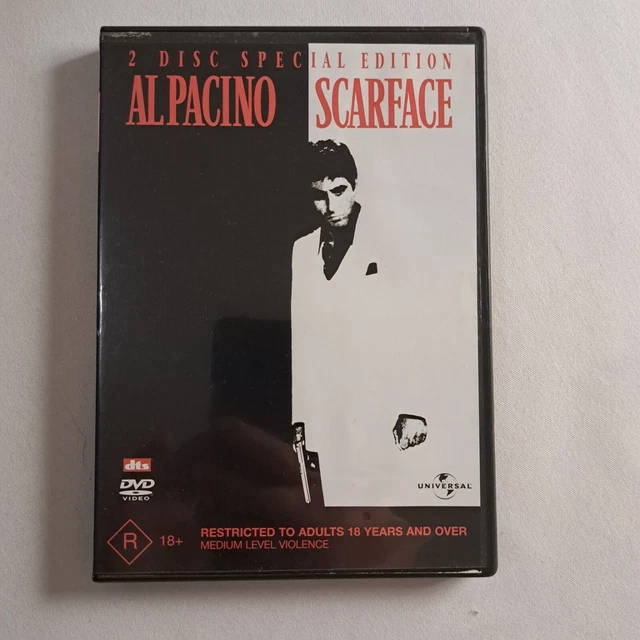 2 DISC SPECIAL EDITION
AL PACINO SCARFACE
dts
DVD
VIDEO
UNIVERSAL
R 18+
RESTRICTED TO ADULTS 18 YEARS AND OVER
MEDIUM LEVEL VIOLENCE